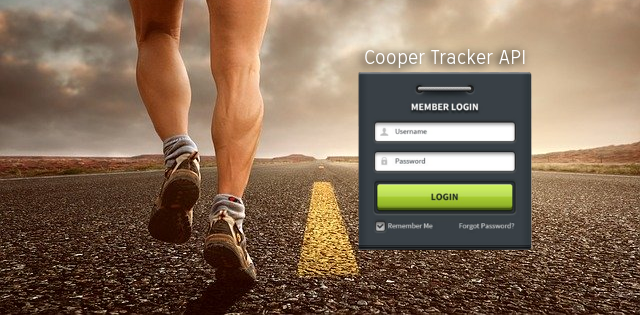 Cooper Tracker API
MEMBER LOGIN
Username
Password
LOGIN
Remember Me
Forgot Password?